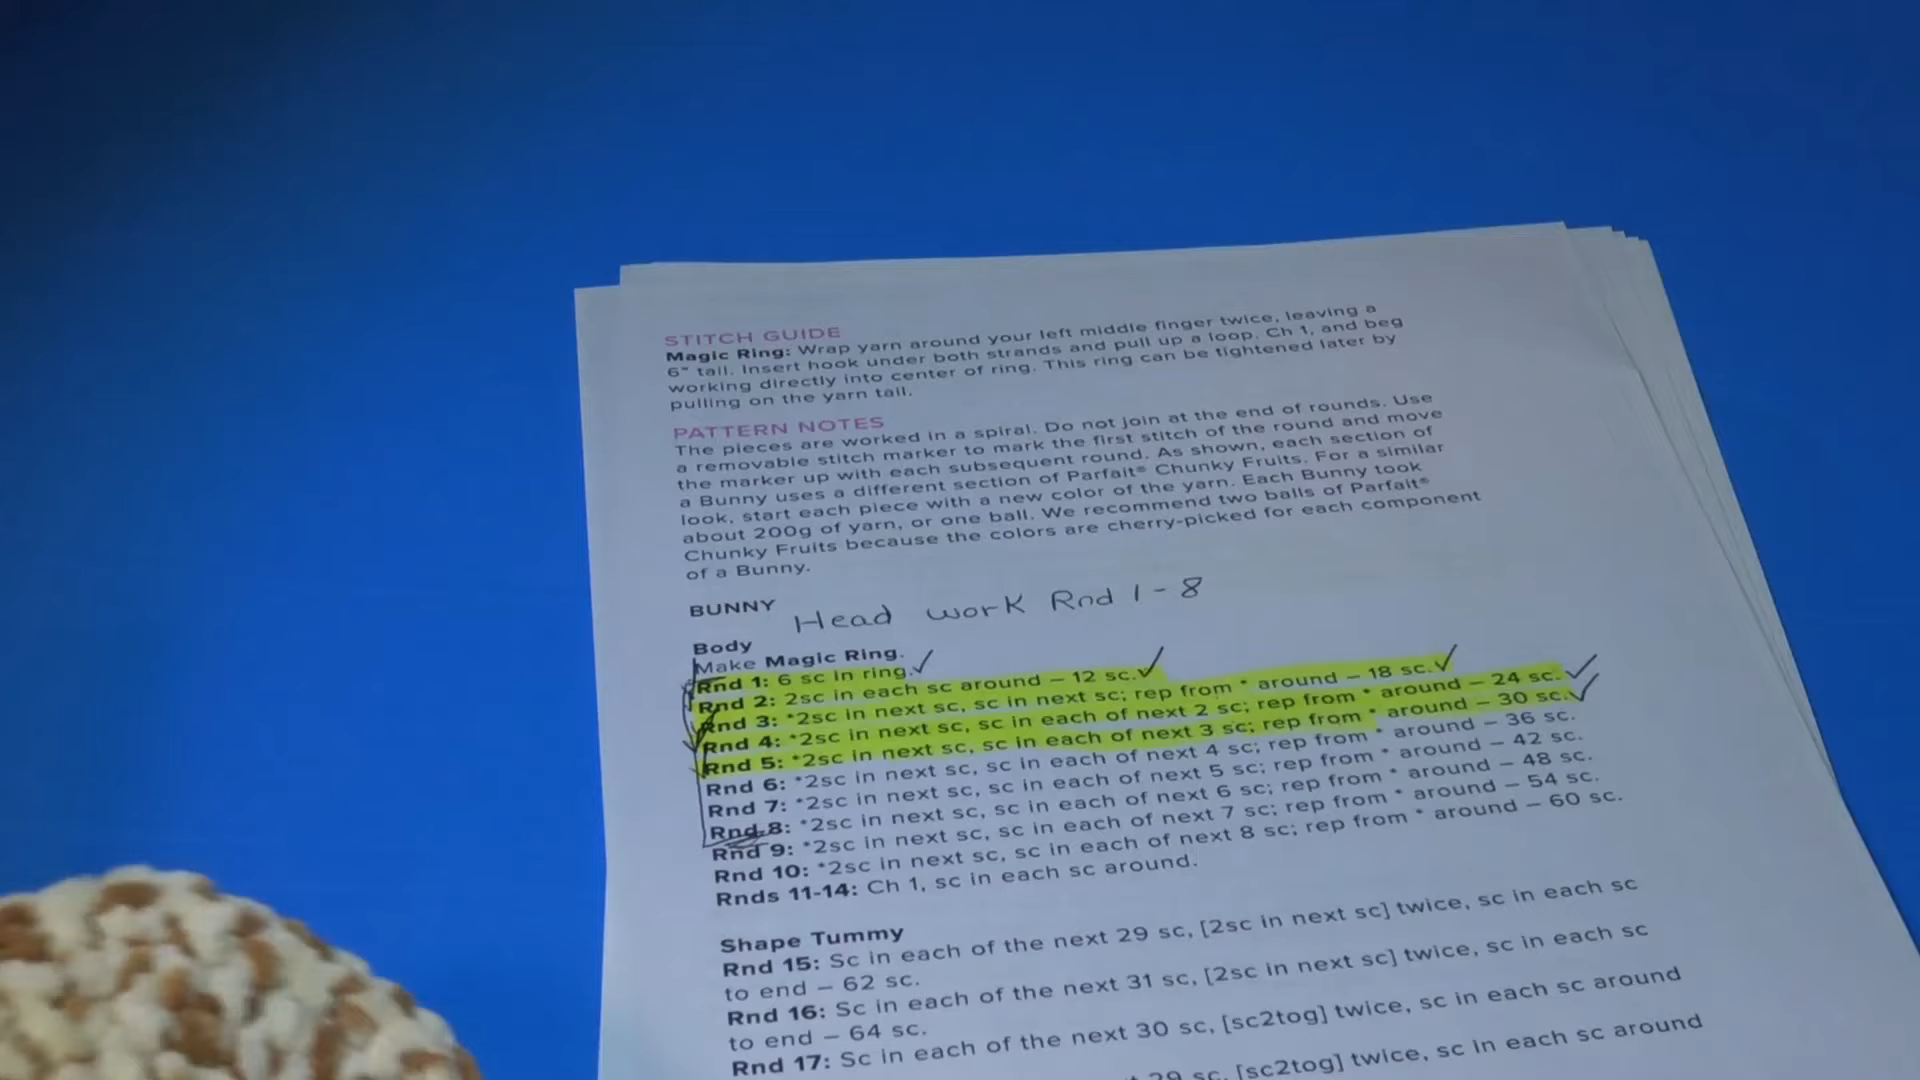 STITCH GUIDE
Magic Ring: Wrap yarn around your left middle finger twice, leaving a
6" tail. Insert hook under both strands and pull up a loop. Ch 1, and beg
working directly into center of ring. This ring can be tightened later by
pulling on the yarn tail.
PATTERN NOTES
The pieces are worked in a spiral. Do not join at the end of rounds. Use
a removable stitch marker to mark the first stitch of the round and move
the marker up with each subsequent round. As shown, each section of
a Bunny uses a different section of Parfait® Chunky Fruits. For a similar
look, start each piece with a new color of the yarn. Each Bunny took
about 200g of yarn, or one ball. We recommend two balls of Parfait®
Chunky Fruits because the colors are cherry-picked for each component
of a Bunny.
BUNNY Head work Rnd 1-8
Body
Make Magic Ring.
Rnd 1: 6 sc in ring. ✓
Rnd 2: 2sc in each sc around – 12 sc. ✓
Rnd 3: *2sc in next sc, sc in next sc; rep from * around – 18 sc. ✓
Rnd 4: *2sc in next sc, sc in each of next 2 sc; rep from * around – 24 sc. ✓
Rnd 5: *2sc in next sc, sc in each of next 3 sc; rep from * around – 30 sc. ✓
Rnd 6: *2sc in next sc, sc in each of next 4 sc; rep from * around – 36 sc.
Rnd 7: *2sc in next sc, sc in each of next 5 sc; rep from * around – 42 sc.
Rnd 8: *2sc in next sc, sc in each of next 6 sc; rep from * around – 48 sc.
Rnd 9: *2sc in next sc, sc in each of next 7 sc; rep from * around – 54 sc.
Rnd 10: *2sc in next sc, sc in each of next 8 sc; rep from * around – 60 sc.
Rnds 11-14: Ch 1, sc in each sc around.
Shape Tummy
Rnd 15: Sc in each of the next 29 sc, [2sc in next sc] twice, sc in each sc
to end – 62 sc.
Rnd 16: Sc in each of the next 31 sc, [2sc in next sc] twice, sc in each sc
to end – 64 sc.
Rnd 17: Sc in each of the next 30 sc, [sc2tog] twice, sc in each sc around
29 sc, [sc2tog] twice, sc in each sc around